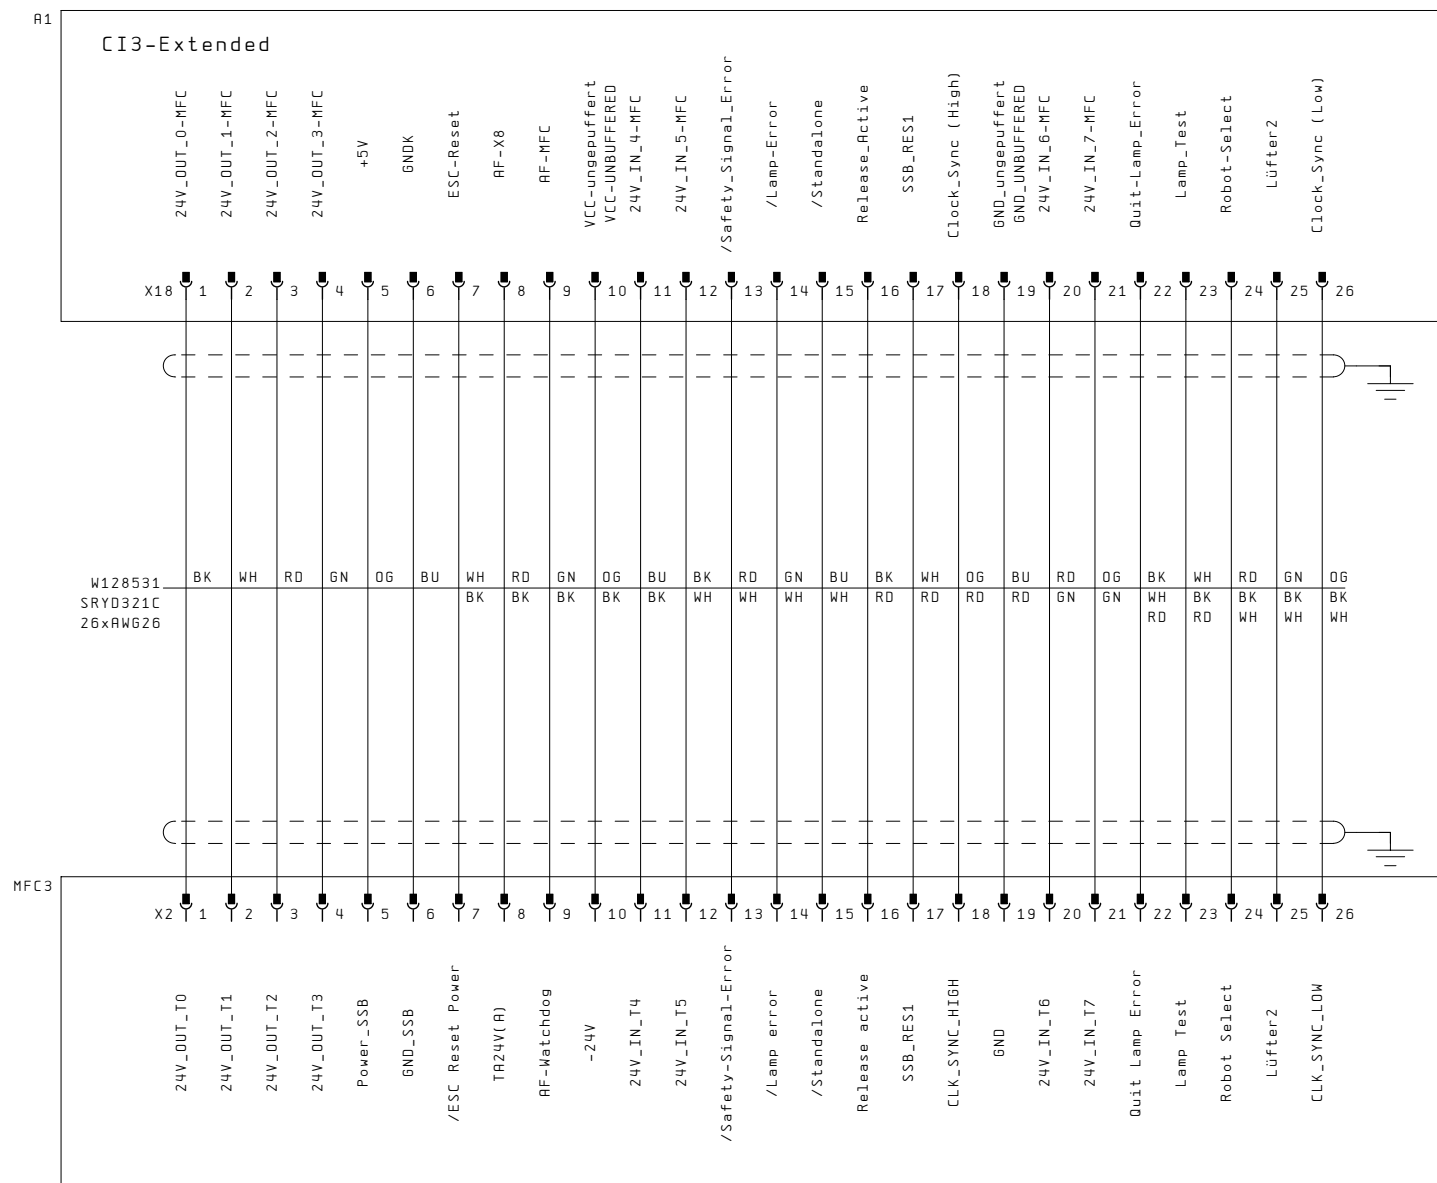 A1
CI3-Extended
24V_OUT_0-MFC
24V_OUT_1-MFC
24V_OUT_2-MFC
24V_OUT_3-MFC
+5V
GNDK
ESC-Reset
AF-X8
AF-MFC
VCC-ungepuffert
VCC-UNBUFFERED
24V_IN_4-MFC
24V_IN_5-MFC
/Safety_Signal_Error
/Lamp-Error
/Standalone
Release_Active
SSB_RES1
Clock_Sync (High)
GND_ungepuffert
GND_UNBUFFERED
24V_IN_6-MFC
24V_IN_7-MFC
Quit-Lamp_Error
Lamp_Test
Robot-Select
Lüfter2
Clock_Sync (Low)
X18 1 2 3 4 5 6 7 8 9 10 11 12 13 14 15 16 17 18 19 20 21 22 23 24 25 26
W128531 BK WH RD GN OG BU WH RD GN OG BU BK RD GN BU BK WH OG BU RD OG BK WH RD GN OG
SRYD321C BK BK BK BK BK WH WH WH WH RD RD RD RD GN GN WH BK BK BK BK
26xAWG26 RD RD WH WH WH
MFC3
X2 1 2 3 4 5 6 7 8 9 10 11 12 13 14 15 16 17 18 19 20 21 22 23 24 25 26
24V_OUT_T0
24V_OUT_T1
24V_OUT_T2
24V_OUT_T3
Power_SSB
GND_SSB
/ESC Reset Power
TA24V(A)
AF-Watchdog
-24V
24V_IN_T4
24V_IN_T5
/Safety-Signal-Error
/Lamp error
/Standalone
Release active
SSB_RES1
CLK_SYNC_HIGH
GND
24V_IN_T6
24V_IN_T7
Quit Lamp Error
Lamp Test
Robot Select
Lüfter2
CLK_SYNC_LOW